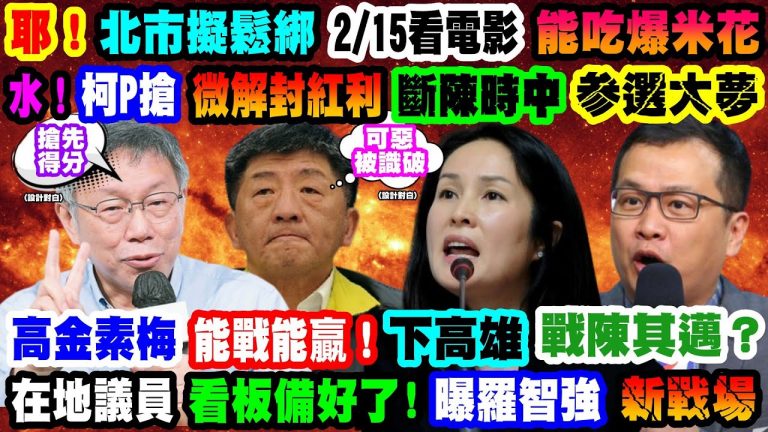 耶！北市擬鬆綁 2/15看電影 能吃爆米花
水！柯P搶 微解封紅利 斷陳時中 參選大夢
搶先
得分
(設計對白)
可惡
被識破
(設計對白)
高金素梅 能戰能贏！下高雄 戰陳其邁？
在地議員 看板備好了！曝羅智強 新戰場